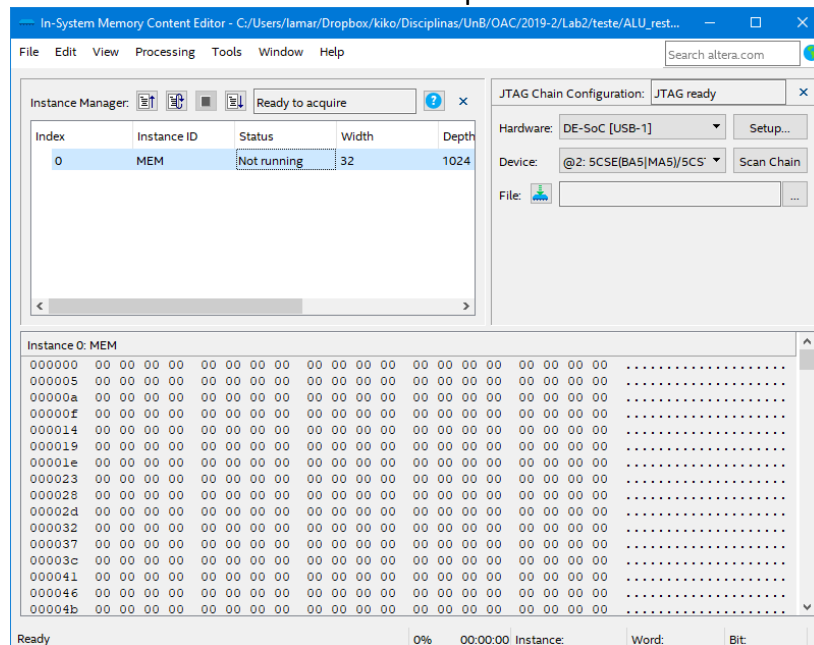 In-System Memory Content Editor - C:/Users/lamar/Dropbox/kiko/Disciplinas/UnB/OAC/2019-2/Lab2/teste/ALU_rest...
File Edit View Processing Tools Window Help
Search altera.com
Instance Manager: Ready to acquire
Index Instance ID Status Width Depth
0 MEM Not running 32 1024
JTAG Chain Configuration: JTAG ready
Hardware: DE-SoC [USB-1] Setup...
Device: @2: 5CSE(BA5|MA5)/5CS Scan Chain
File: ...
Instance 0: MEM
000000 00 00 00 00 00 00 00 00 00 00 00 00 00 00 00 00 00 00 00 00 ....................
000005 00 00 00 00 00 00 00 00 00 00 00 00 00 00 00 00 00 00 00 00 ....................
00000a 00 00 00 00 00 00 00 00 00 00 00 00 00 00 00 00 00 00 00 00 ....................
00000f 00 00 00 00 00 00 00 00 00 00 00 00 00 00 00 00 00 00 00 00 ....................
000014 00 00 00 00 00 00 00 00 00 00 00 00 00 00 00 00 00 00 00 00 ....................
000019 00 00 00 00 00 00 00 00 00 00 00 00 00 00 00 00 00 00 00 00 ....................
00001e 00 00 00 00 00 00 00 00 00 00 00 00 00 00 00 00 00 00 00 00 ....................
000023 00 00 00 00 00 00 00 00 00 00 00 00 00 00 00 00 00 00 00 00 ....................
000028 00 00 00 00 00 00 00 00 00 00 00 00 00 00 00 00 00 00 00 00 ....................
00002d 00 00 00 00 00 00 00 00 00 00 00 00 00 00 00 00 00 00 00 00 ....................
000032 00 00 00 00 00 00 00 00 00 00 00 00 00 00 00 00 00 00 00 00 ....................
000037 00 00 00 00 00 00 00 00 00 00 00 00 00 00 00 00 00 00 00 00 ....................
00003c 00 00 00 00 00 00 00 00 00 00 00 00 00 00 00 00 00 00 00 00 ....................
000041 00 00 00 00 00 00 00 00 00 00 00 00 00 00 00 00 00 00 00 00 ....................
000046 00 00 00 00 00 00 00 00 00 00 00 00 00 00 00 00 00 00 00 00 ....................
00004b 00 00 00 00 00 00 00 00 00 00 00 00 00 00 00 00 00 00 00 00 ....................
Ready 0% 00:00:00 Instance: Word: Bit: